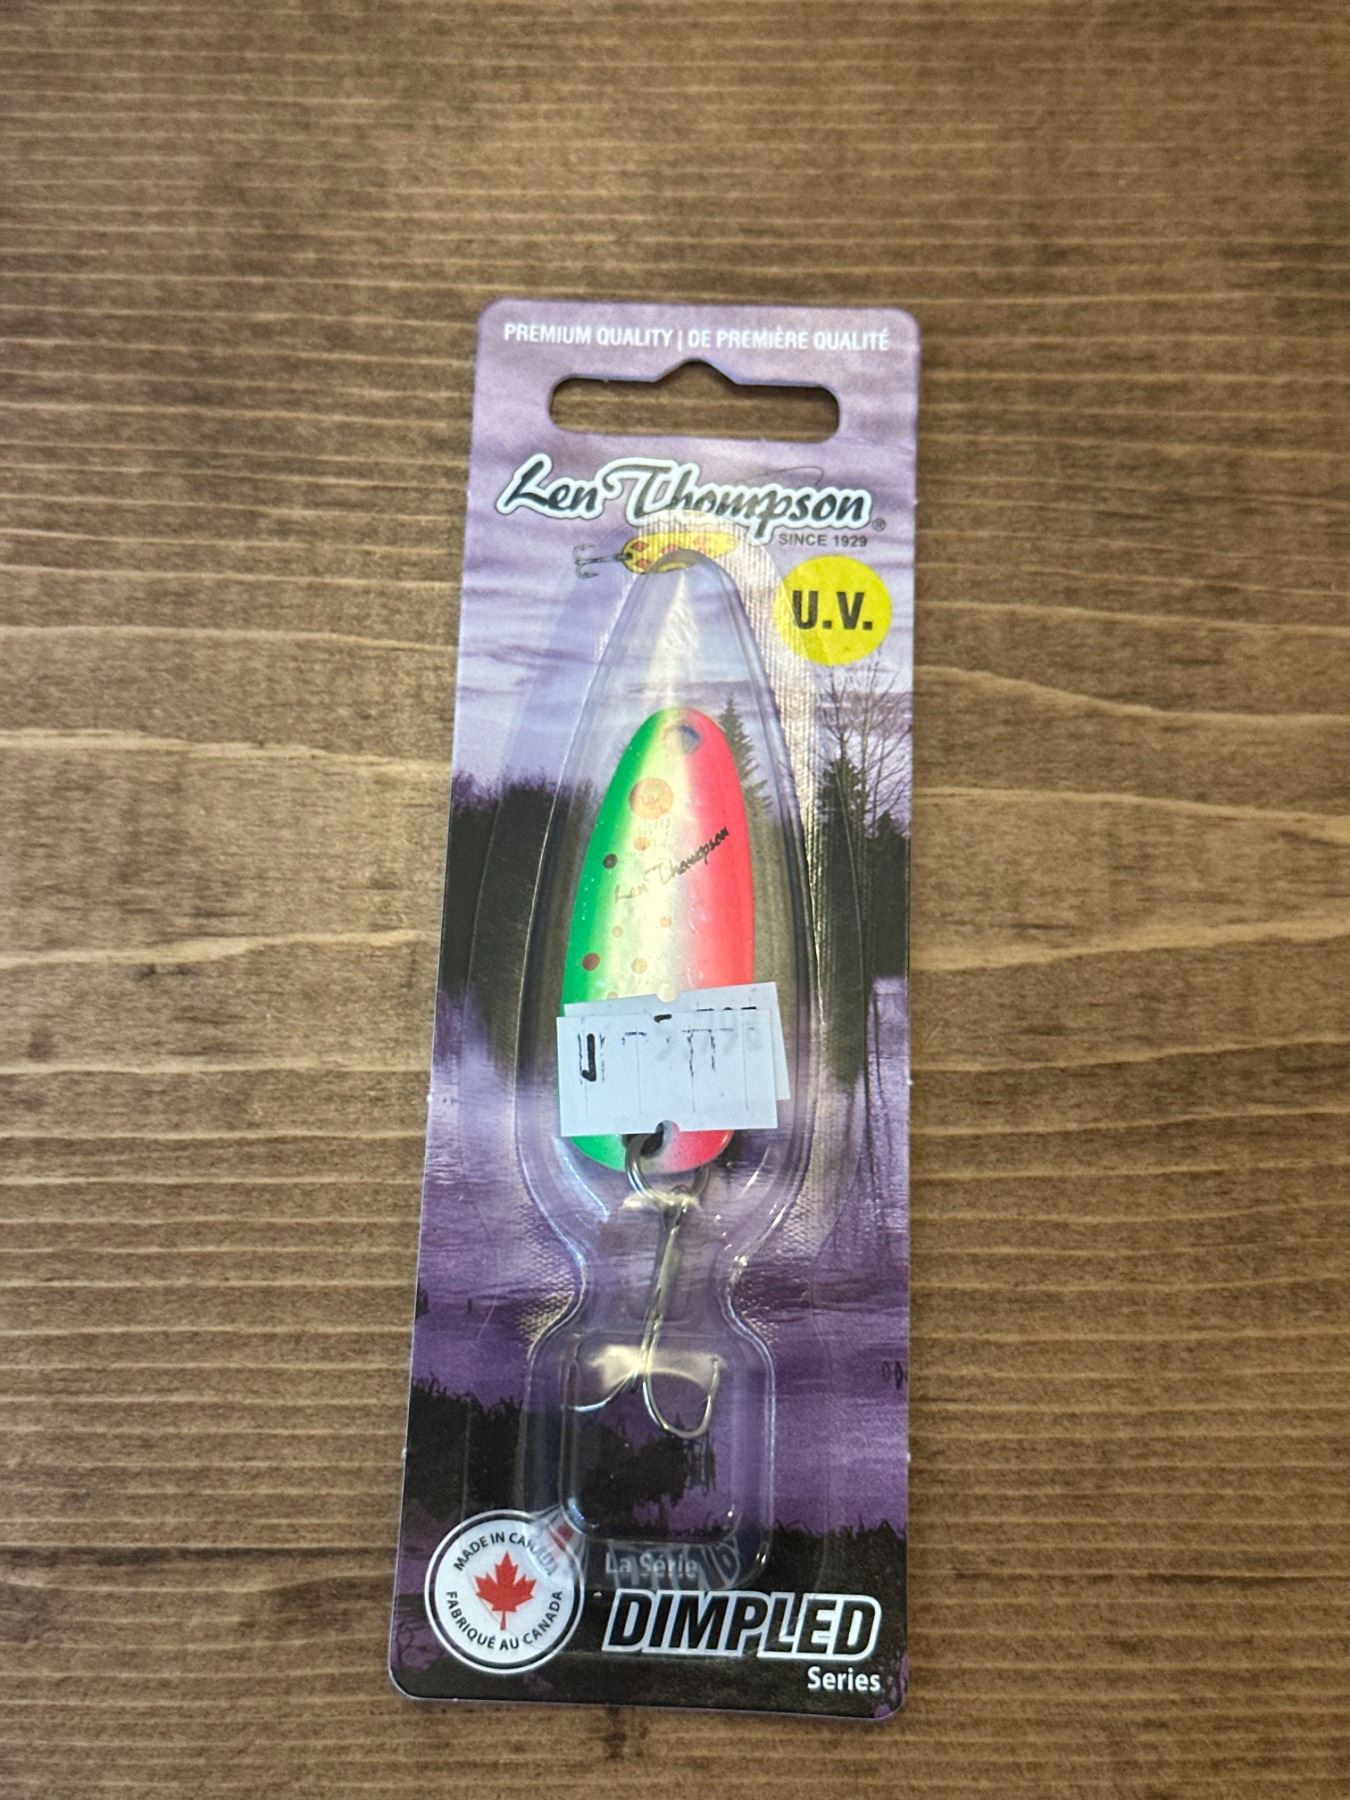 PREMIUM QUALITY | DE PREMIÈRE QUALITÉ
Len Thompson®
SINCE 1929
U.V.
Len Thompson
MADE IN CANADA
FABRIQUÉ AU CANADA
La Série
DIMPLED
Series